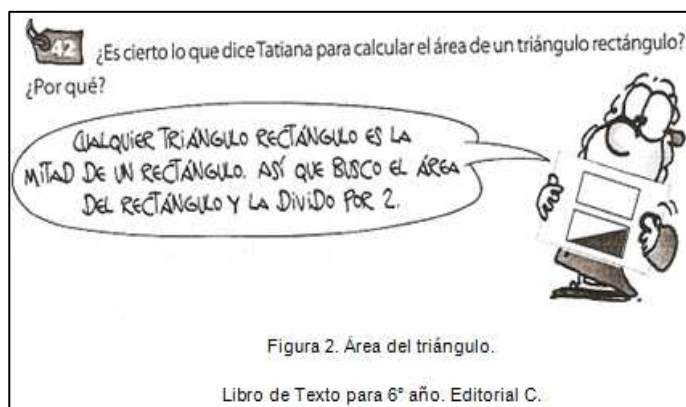 42 ¿Es cierto lo que dice Tatiana para calcular el área de un triángulo rectángulo?
¿Por qué?
CUALQUIER TRIÁNGULO RECTÁNGULO ES LA
MITAD DE UN RECTÁNGULO. ASÍ QUE BUSCO EL ÁREA
DEL RECTÁNGULO Y LA DIVIDO POR 2.
Figura 2. Área del triángulo.
Libro de Texto para 6° año. Editorial C.